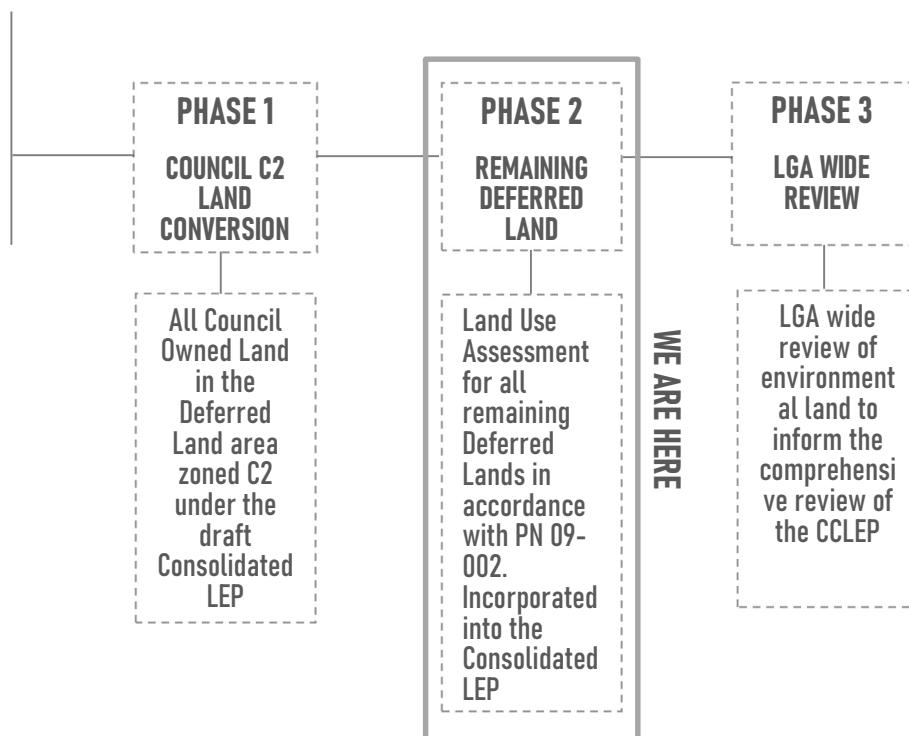 PHASE 1
COUNCIL C2
LAND
CONVERSION
All Council
Owned Land
in the
Deferred
Land area
zoned C2
under the
draft
Consolidated
LEP
PHASE 2
REMAINING
DEFERRED
LAND
Land Use
Assessment
for all
remaining
Deferred
Lands in
accordance
with PN 09-
002.
Incorporated
into the
Consolidated
LEP
WE ARE HERE
PHASE 3
LGA WIDE
REVIEW
LGA wide
review of
environment
al land to
inform the
comprehensi
ve review of
the CCLEP